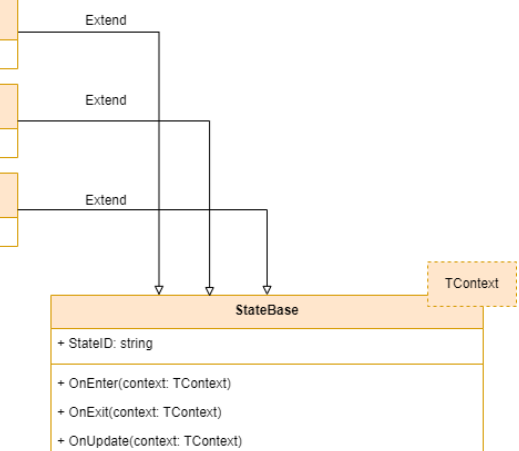 Extend
Extend
Extend
TContext
StateBase
+ StateID: string
+ OnEnter(context: TContext)
+ OnExit(context: TContext)
+ OnUpdate(context: TContext)